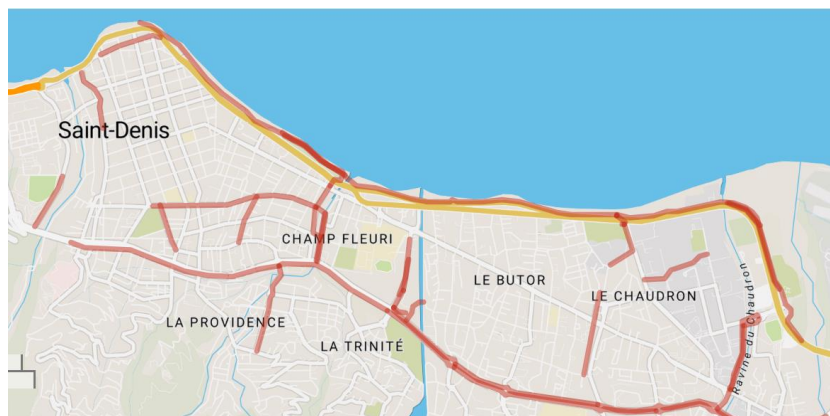 Saint-Denis
CHAMP FLEURI
LE BUTOR
LE CHAUDRON
Ravine du Chaudron
LA PROVIDENCE
LA TRINITÉ